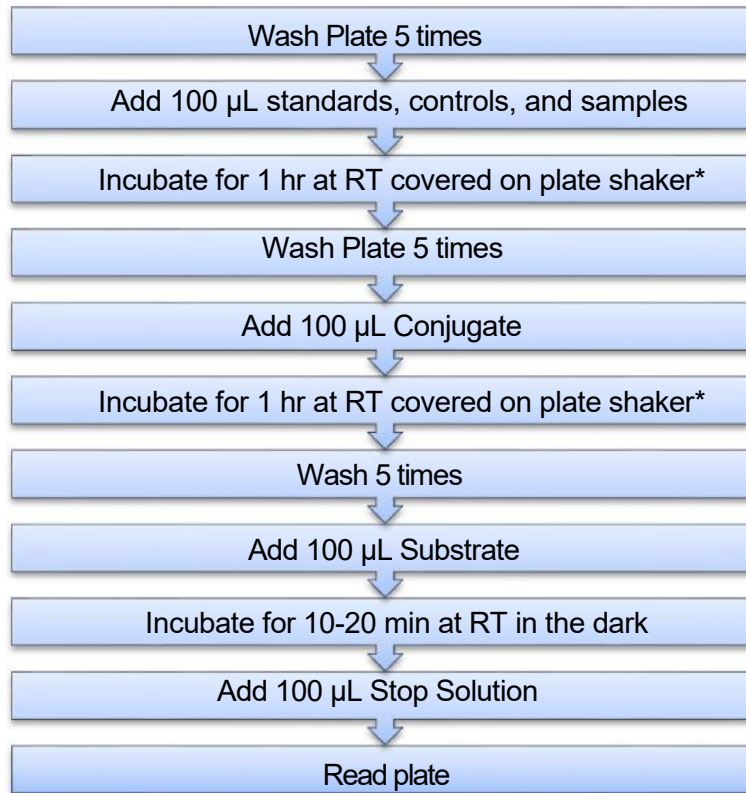 Wash Plate 5 times
Add 100 µL standards, controls, and samples
Incubate for 1 hr at RT covered on plate shaker*
Wash Plate 5 times
Add 100 µL Conjugate
Incubate for 1 hr at RT covered on plate shaker*
Wash 5 times
Add 100 µL Substrate
Incubate for 10-20 min at RT in the dark
Add 100 µL Stop Solution
Read plate